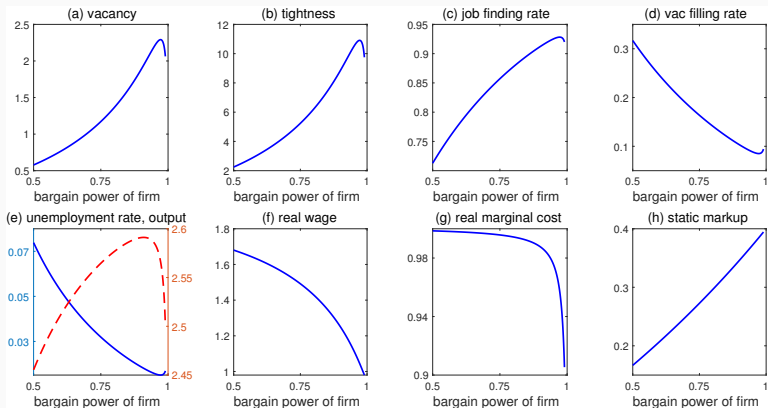 (a) vacancy
2.5
2
1.5
1
0.5
0.5 0.75 1
bargain power of firm
(b) tightness
12
10
8
6
4
2
0.5 0.75 1
bargain power of firm
(c) job finding rate
0.95
0.9
0.85
0.8
0.75
0.5 0.75 1
bargain power of firm
(d) vac filling rate
0.3
0.2
0.1
0.5 0.75 1
bargain power of firm
(e) unemployment rate, output
0.07
0.05
0.03
2.6
2.55
2.5
2.45
0.5 0.75 1
bargain power of firm
(f) real wage
1.8
1.6
1.4
1.2
1
0.5 0.75 1
bargain power of firm
(g) real marginal cost
0.98
0.94
0.9
0.5 0.75 1
bargain power of firm
(h) static markup
0.4
0.3
0.2
0.5 0.75 1
bargain power of firm